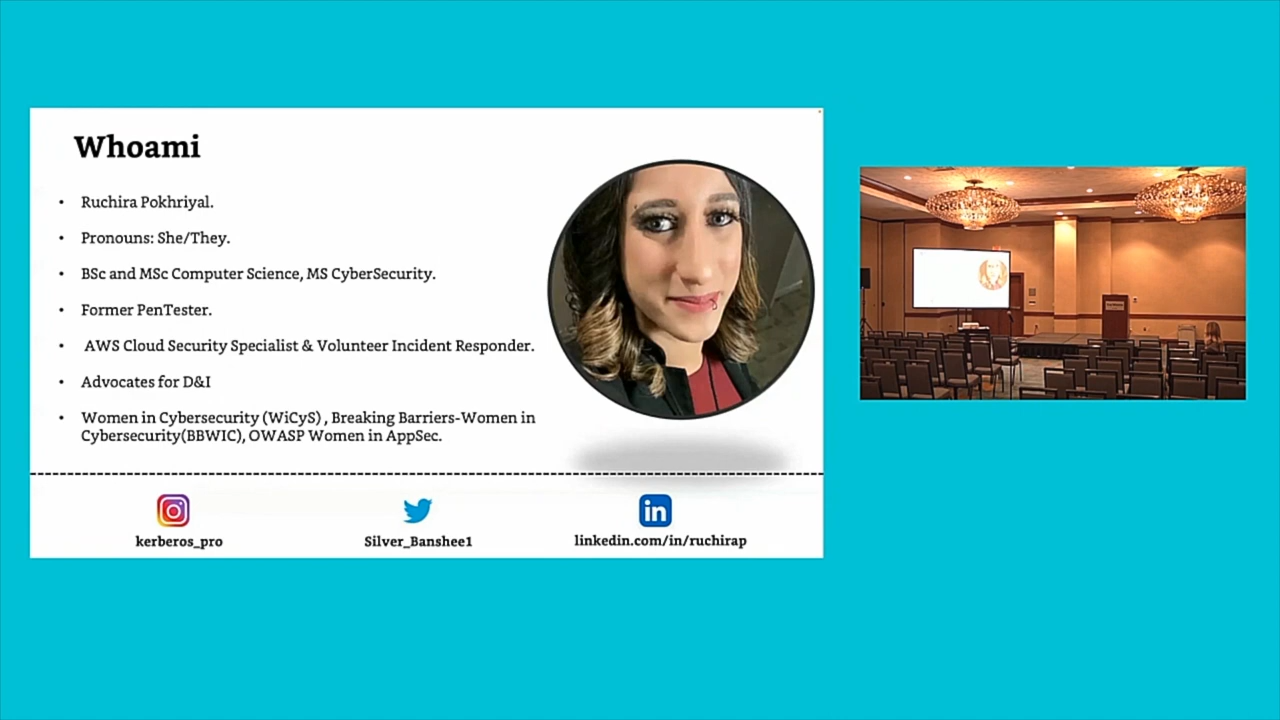 Whoami
• Ruchira Pokhriyal.
• Pronouns: She/They.
• BSc and MSc Computer Science, MS CyberSecurity.
• Former PenTester.
• AWS Cloud Security Specialist & Volunteer Incident Responder.
• Advocates for D&I
• Women in Cybersecurity (WiCyS) , Breaking Barriers-Women in
Cybersecurity(BBWIC), OWASP Women in AppSec.
kerberos_pro
Silver_Banshee1
linkedin.com/in/ruchirap